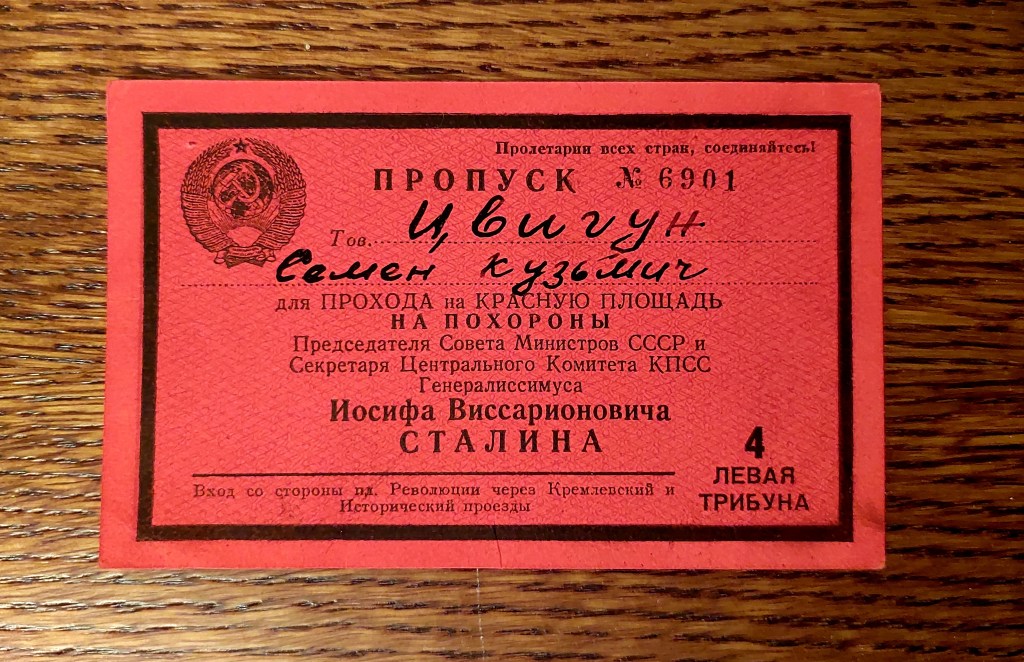 Пролетарии всех стран, соединяйтесь!
ПРОПУСК № 6901
Тов. Цвигун
Семен Кузьмич
для ПРОХОДА на КРАСНУЮ ПЛОЩАДЬ
НА ПОХОРОНЫ
Председателя Совета Министров СССР и
Секретаря Центрального Комитета КПСС
Генералиссимуса
Иосифа Виссарионовича
СТАЛИНА
4
ЛЕВАЯ
ТРИБУНА
Вход со стороны пл. Революции через Кремлевский и
Исторический проезды